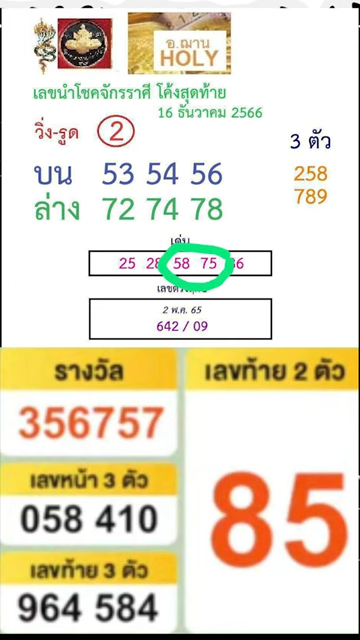 อ.ฌาน
HOLY
เลขนำโชคจักรราศี โค้งสุดท้าย
16 ธันวาคม 2566
วิ่ง-รูด 2
3 ตัว
บน 53 54 56
258
ล่าง 72 74 78
789
เด่น
25 28 58 75 86
2 พ.ค. 65
642 / 09
รางวัล
เลขท้าย 2 ตัว
356757
85
เลขหน้า 3 ตัว
058 410
เลขท้าย 3 ตัว
964 584